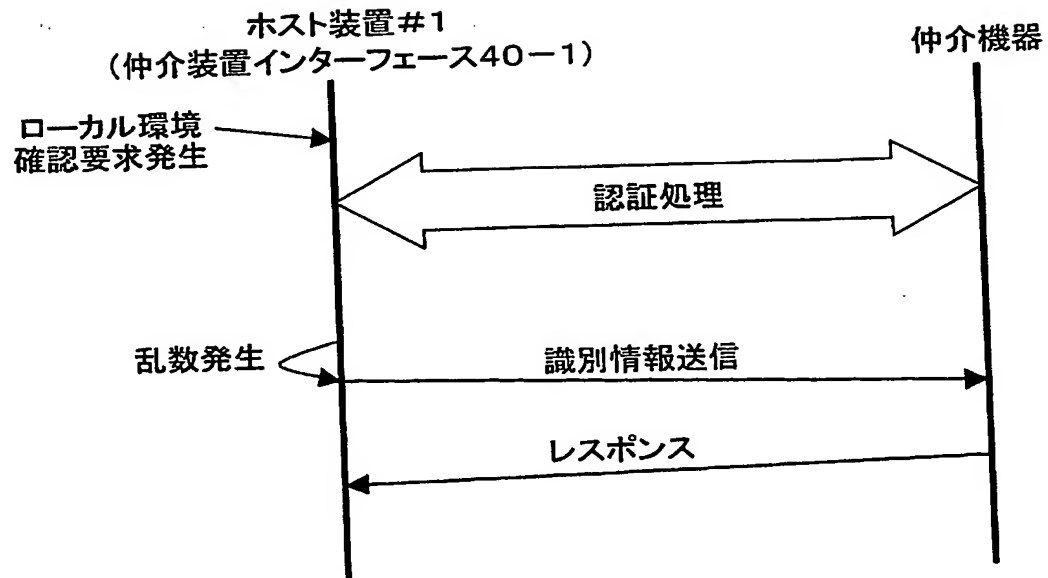 ホスト装置#1
(仲介装置インターフェース40-1)
仲介機器
ローカル環境
確認要求発生
認証処理
乱数発生
識別情報送信
レスポンス